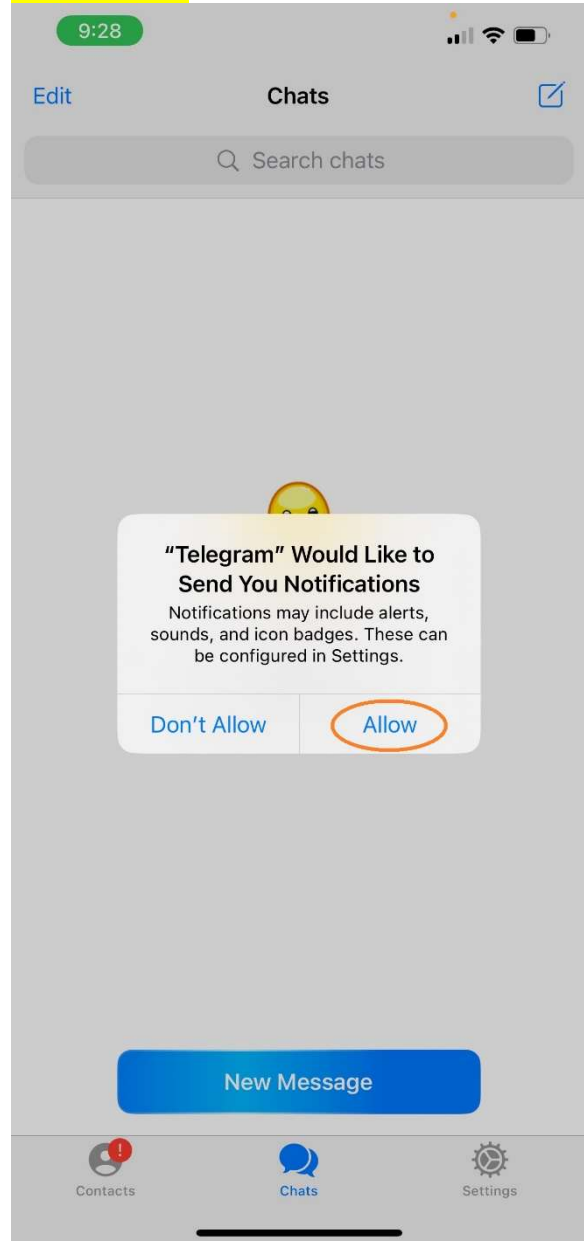 9:28
Edit Chats
Search chats
“Telegram” Would Like to
Send You Notifications
Notifications may include alerts,
sounds, and icon badges. These can
be configured in Settings.
Don’t Allow Allow
New Message
!
Contacts Chats Settings